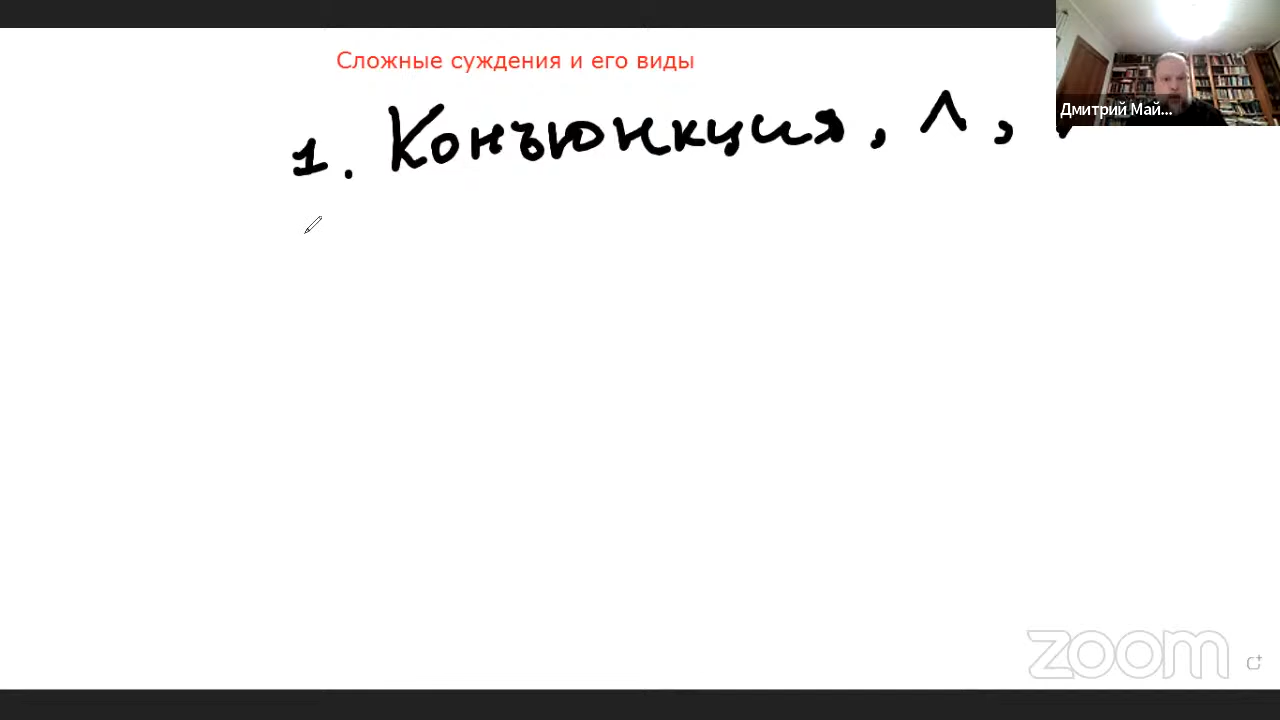 Сложные суждения и его виды
1. Конъюнкция, ∧,
Дмитрий Май...
zoom